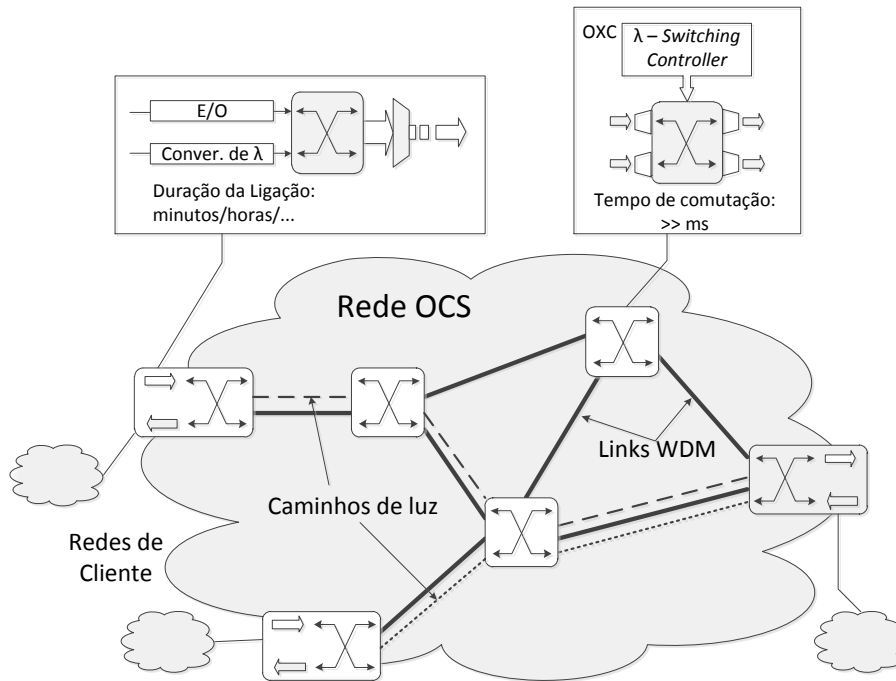 OXC
λ – Switching
Controller
E/O
Conver. de λ
Duração da Ligação:
minutos/horas/...
Tempo de comutação:
>> ms
Rede OCS
Links WDM
Caminhos de luz
Redes de
Cliente